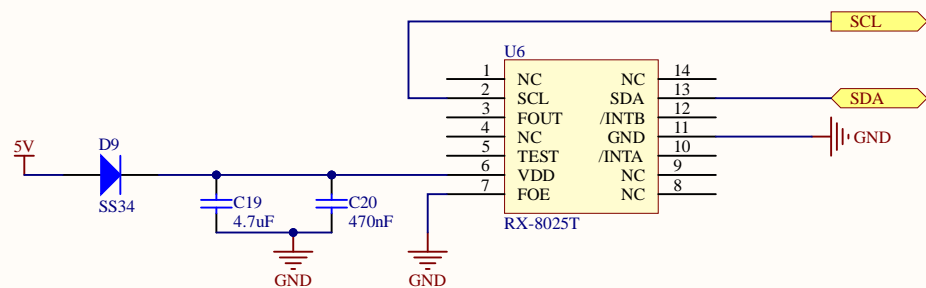 SCL
U6
1 NC NC 14
2 SCL SDA 13
SDA
3 FOUT /INTB 12
4 NC GND 11
GND
5 TEST /INTA 10
6 VDD NC 9
7 FOE NC 8
RX-8025T
5V
D9
SS34
C19
4.7uF
C20
470nF
GND
GND